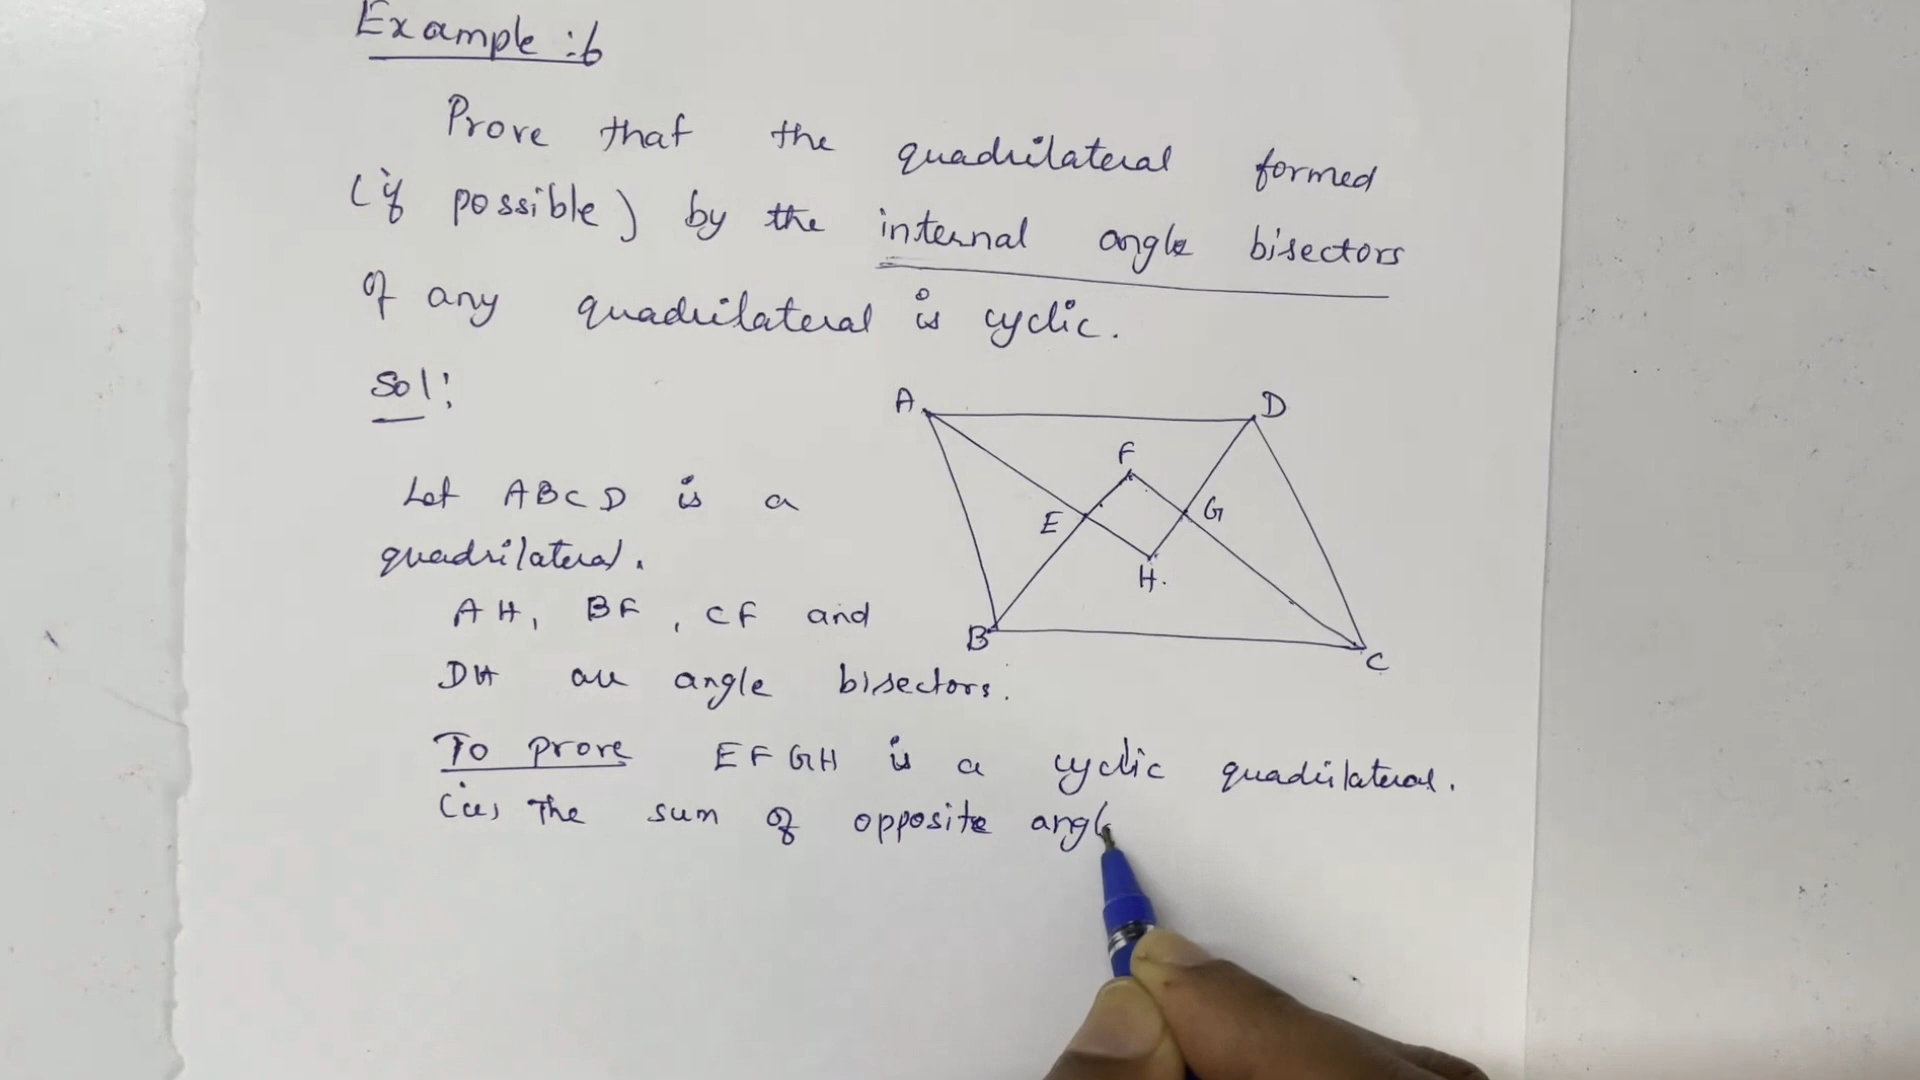 Example :6
Prove that the quadrilateral formed
(if possible) by the internal angle bisectors
of any quadrilateral is cyclic.
Sol:
A
D
F
E
G
H.
B
C
Let ABCD is a
quadrilateral.
AH, BF, CF and
DH are angle bisectors.
To prove EFGH is a cyclic quadrilateral.
(ie) The sum of opposite angl